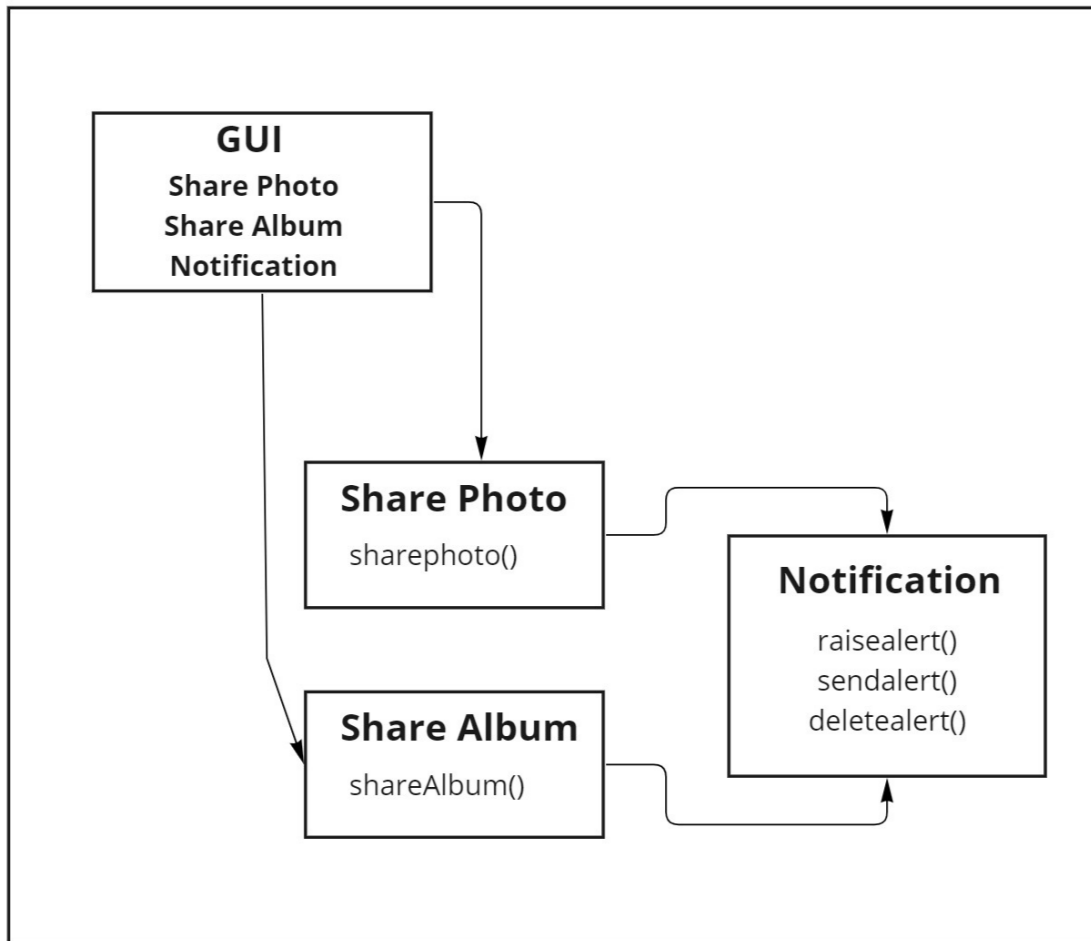 GUI
Share Photo
Share Album
Notification
Share Photo
sharephoto()
Notification
raisealert()
sendalert()
deletealert()
Share Album
shareAlbum()